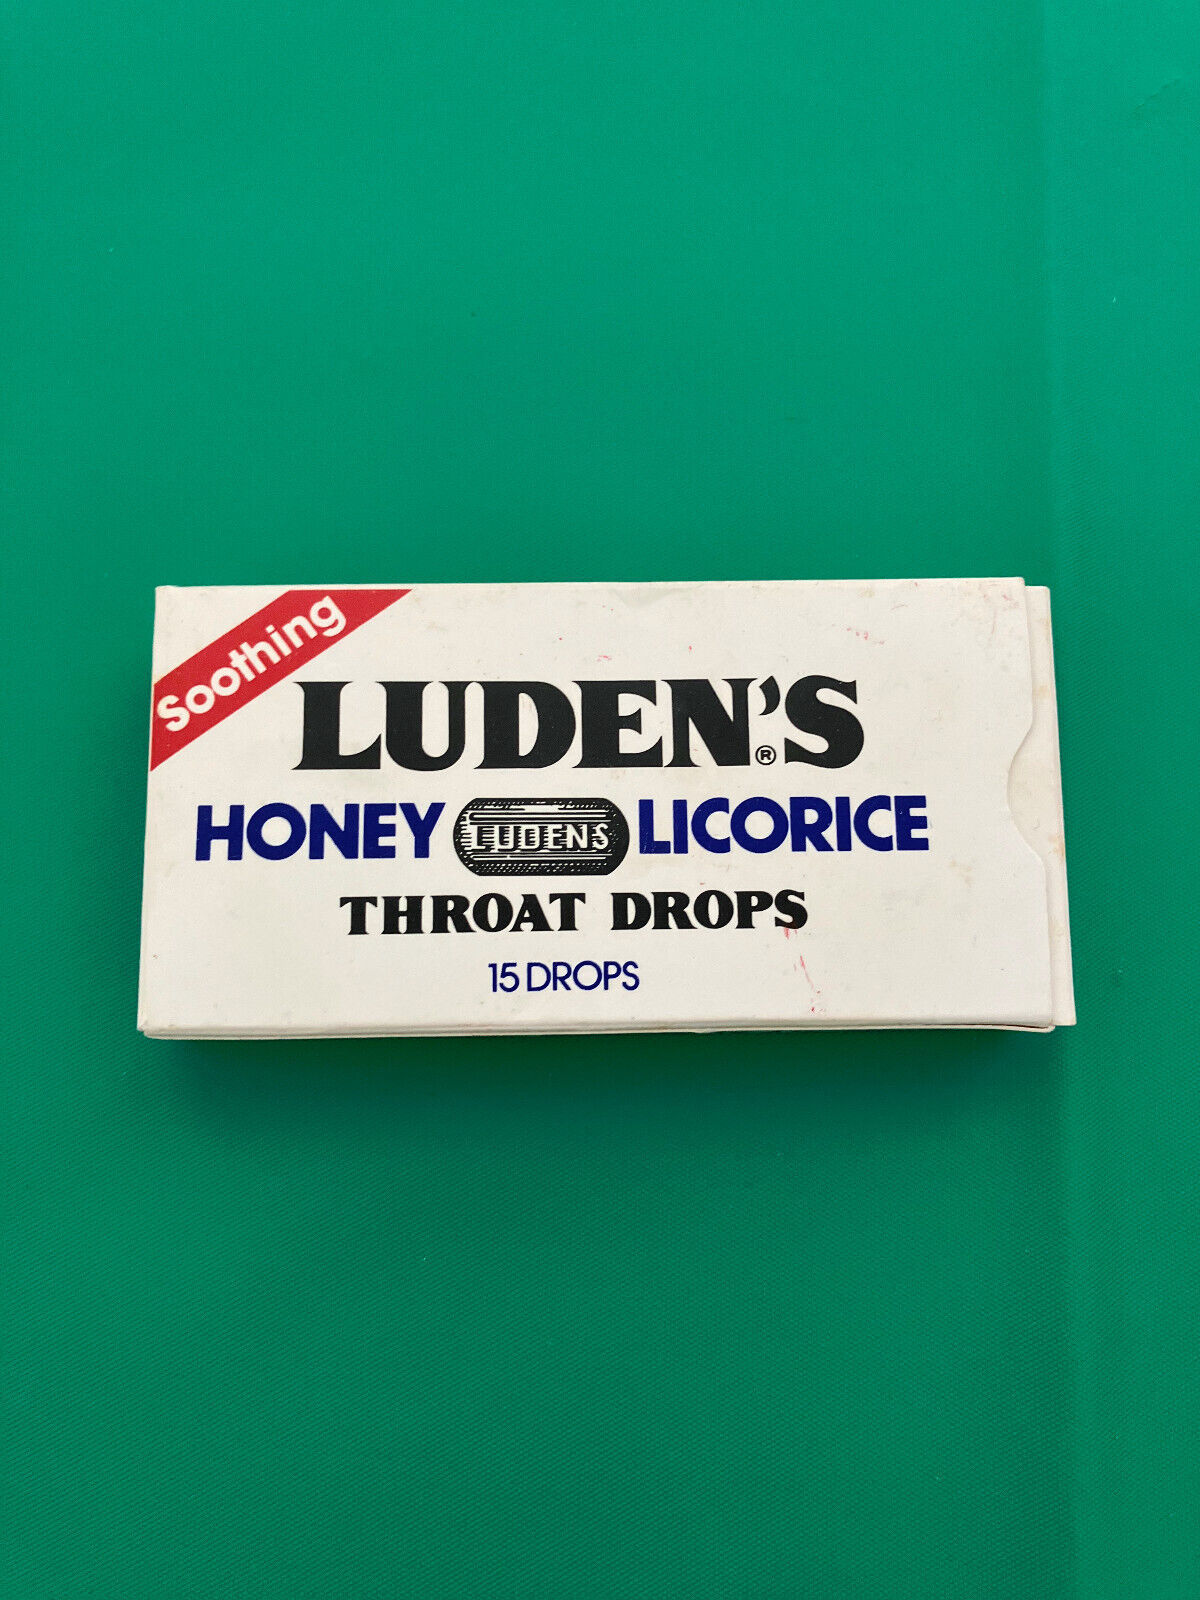 Soothing
LUDEN'S®
HONEY LUDENS LICORICE
THROAT DROPS
15 DROPS